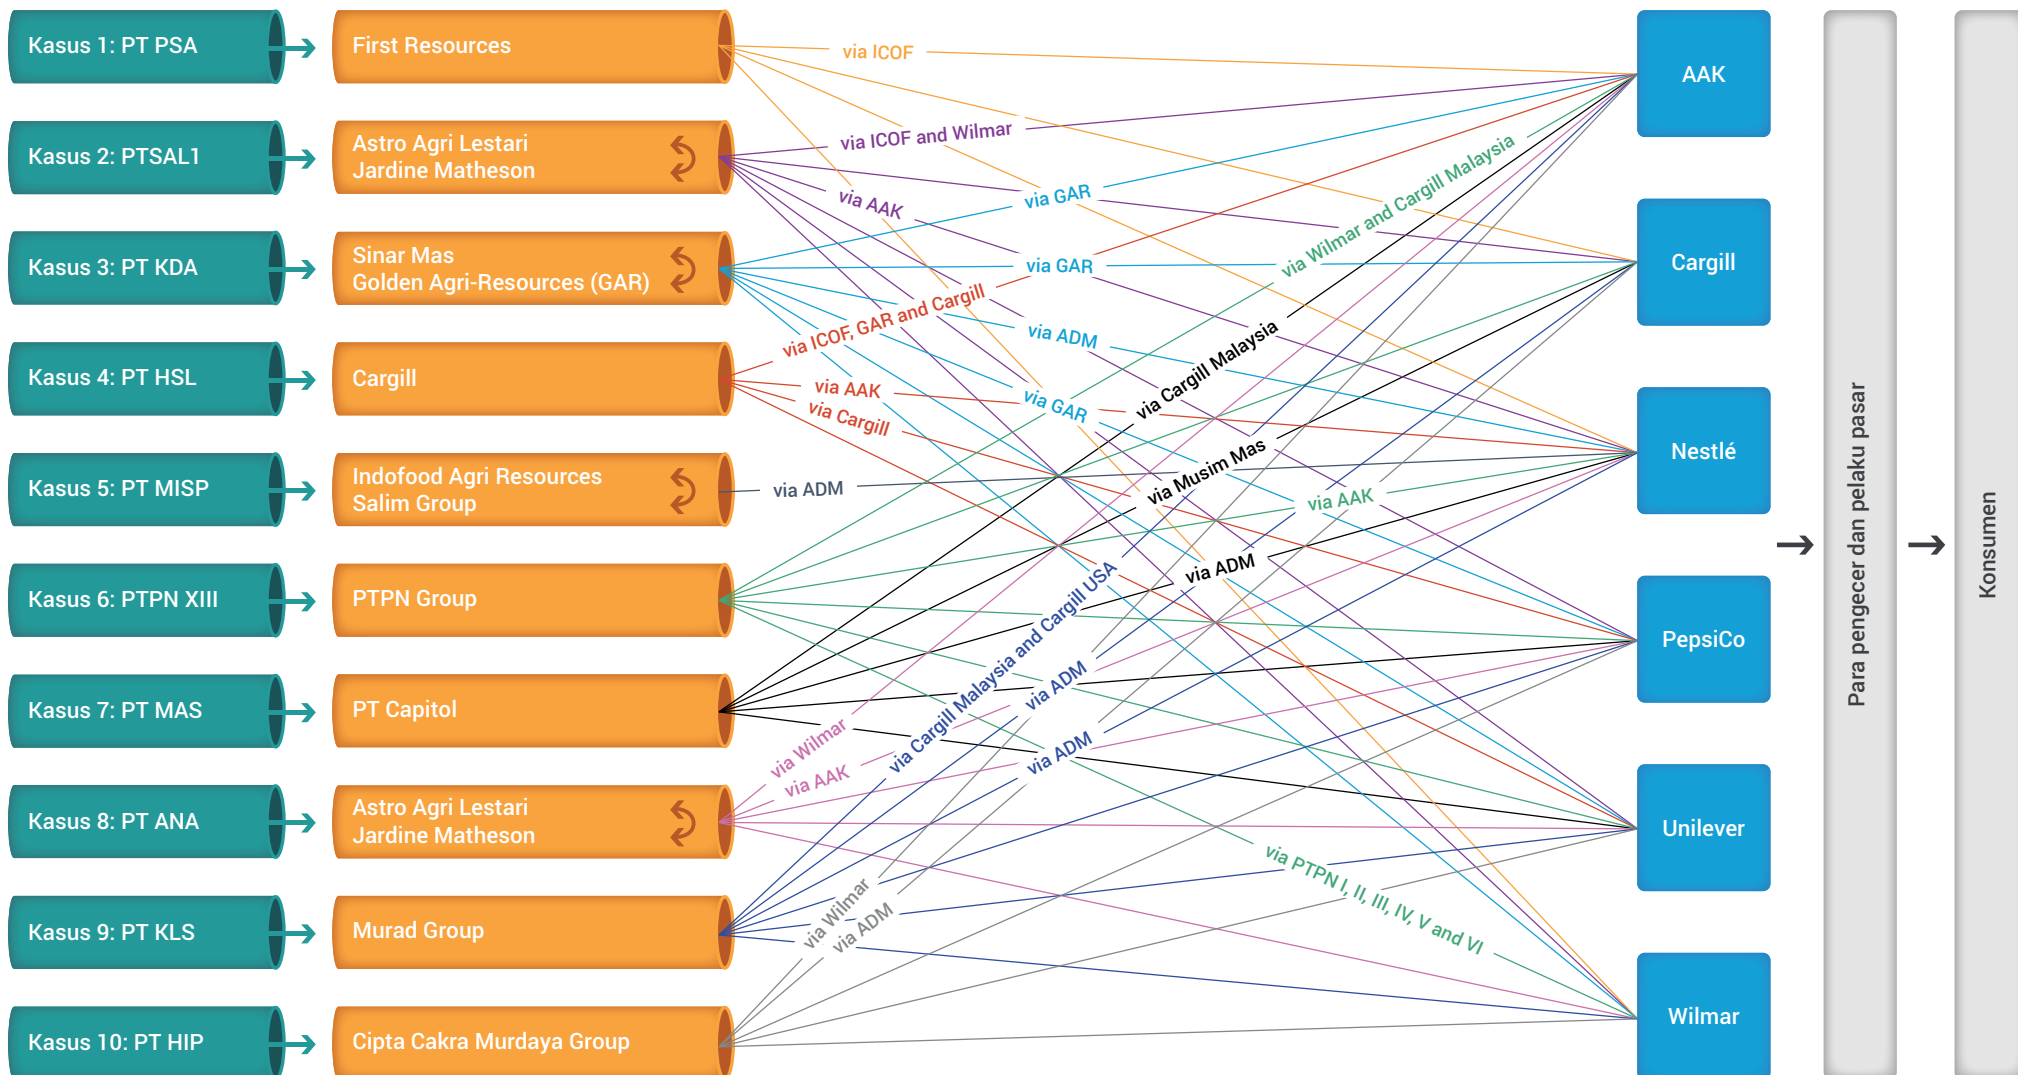 Kasus 1: PT PSA
First Resources
via ICOF
AAK
Kasus 2: PTSAL1
Astro Agri Lestari
Jardine Matheson
via ICOF and Wilmar
via AAK
Kasus 3: PT KDA
Sinar Mas
Golden Agri-Resources (GAR)
via GAR
via GAR
via ADM
via GAR
via Wilmar and Cargill Malaysia
Cargill
Kasus 4: PT HSL
Cargill
via ICOF, GAR and Cargill
via AAK
via Cargill
via Cargill Malaysia
via Musim Mas
via ADM
Nestlé
Kasus 5: PT MISP
Indofood Agri Resources
Salim Group
via ADM
via AAK
Kasus 6: PTPN XIII
PTPN Group
PepsiCo
Kasus 7: PT MAS
PT Capitol
via Cargill Malaysia and Cargill USA
via ADM
via ADM
via Wilmar
via AAK
Kasus 8: PT ANA
Astro Agri Lestari
Jardine Matheson
Unilever
via PTPN I, II, III, IV, V and VI
Kasus 9: PT KLS
Murad Group
via Wilmar
via ADM
Kasus 10: PT HIP
Cipta Cakra Murdaya Group
Wilmar
Para pengecer dan pelaku pasar
Konsumen